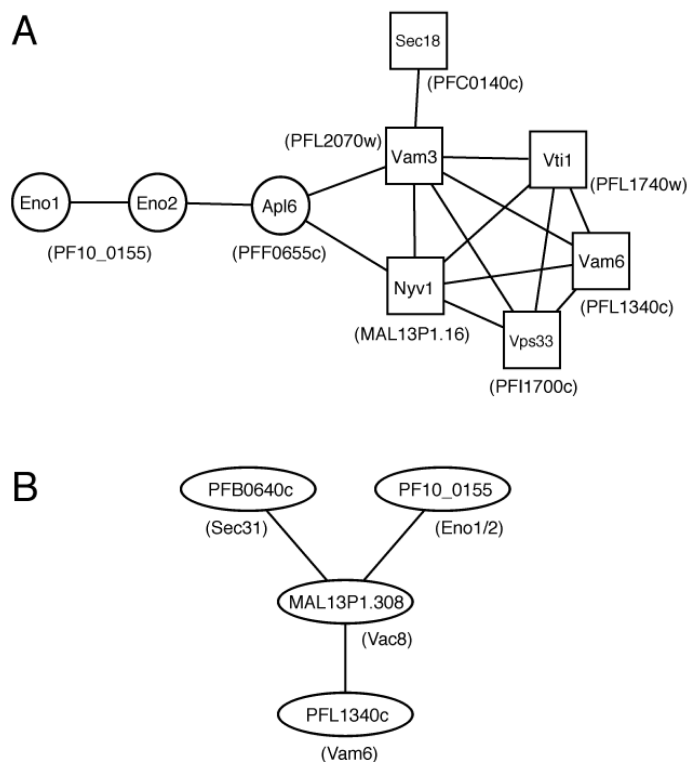 A
Sec18
(PFC0140c)
(PFL2070w)
Vam3
Vti1
(PFL1740w)
Eno1
Eno2
Apl6
(PF10_0155)
(PFF0655c)
Nyv1
Vam6
(PFL1340c)
(MAL13P1.16)
Vps33
(PFI1700c)
B
PFB0640c
PF10_0155
(Sec31)
(Eno1/2)
MAL13P1.308
(Vac8)
PFL1340c
(Vam6)